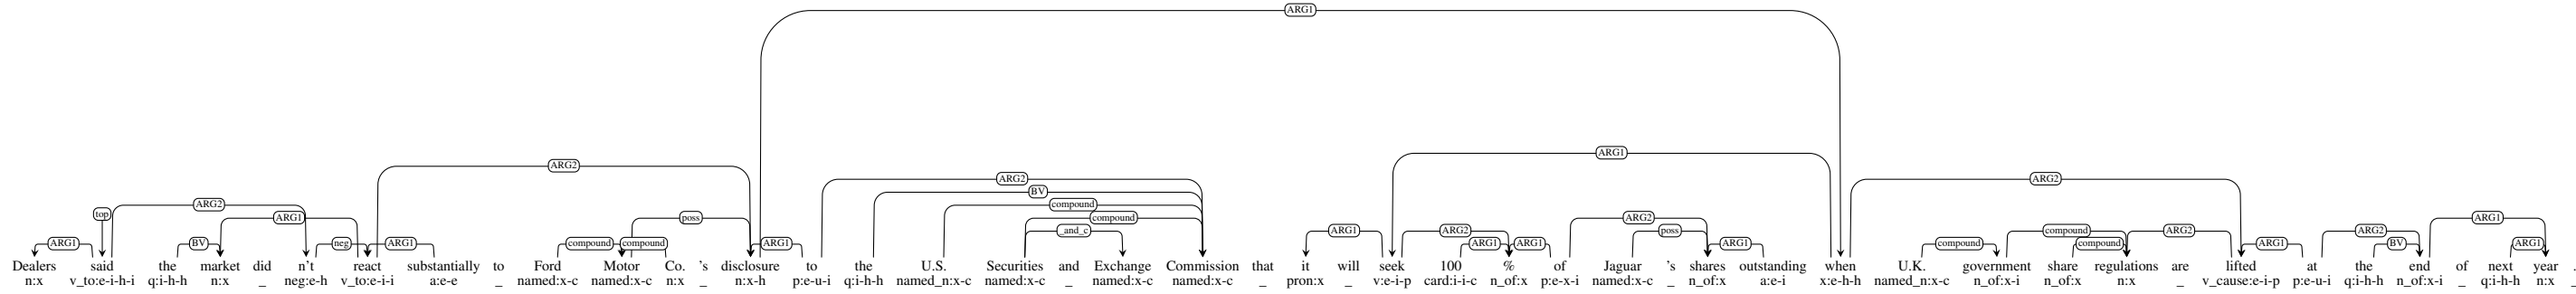 ARG1
ARG1
ARG2
ARG2 ARG2
BV
top ARG2 compound
ARG1 poss compound ARG2 compound ARG1
_and_c ARG1 ARG2 poss compound ARG2 ARG2
ARG1 BV neg ARG1 compound compound ARG1 ARG1 ARG1 ARG1 compound compound ARG1 BV ARG1
Dealers said the market did n't react substantially to Ford Motor Co. 's disclosure to the U.S. Securities and Exchange Commission that it will seek 100 % of Jaguar 's shares outstanding when U.K. government share regulations are lifted at the end of next year .
n:x v_to:e-i-h-i q:i-h-h n:x _ neg:e-h v_to:e-i-i a:e-e _ named:x-c named:x-c n:x _ n:x-h p:e-u-i q:i-h-h named_n:x-c named:x-c _ named:x-c named:x-c _ pron:x _ v:e-i-p card:i-i-c n_of:x p:e-x-i named:x-c _ n_of:x a:e-i x:e-h-h named_n:x-c n_of:x-i n_of:x n:x _ v_cause:e-i-p p:e-u-i q:i-h-h n_of:x-i _ q:i-h-h n:x _